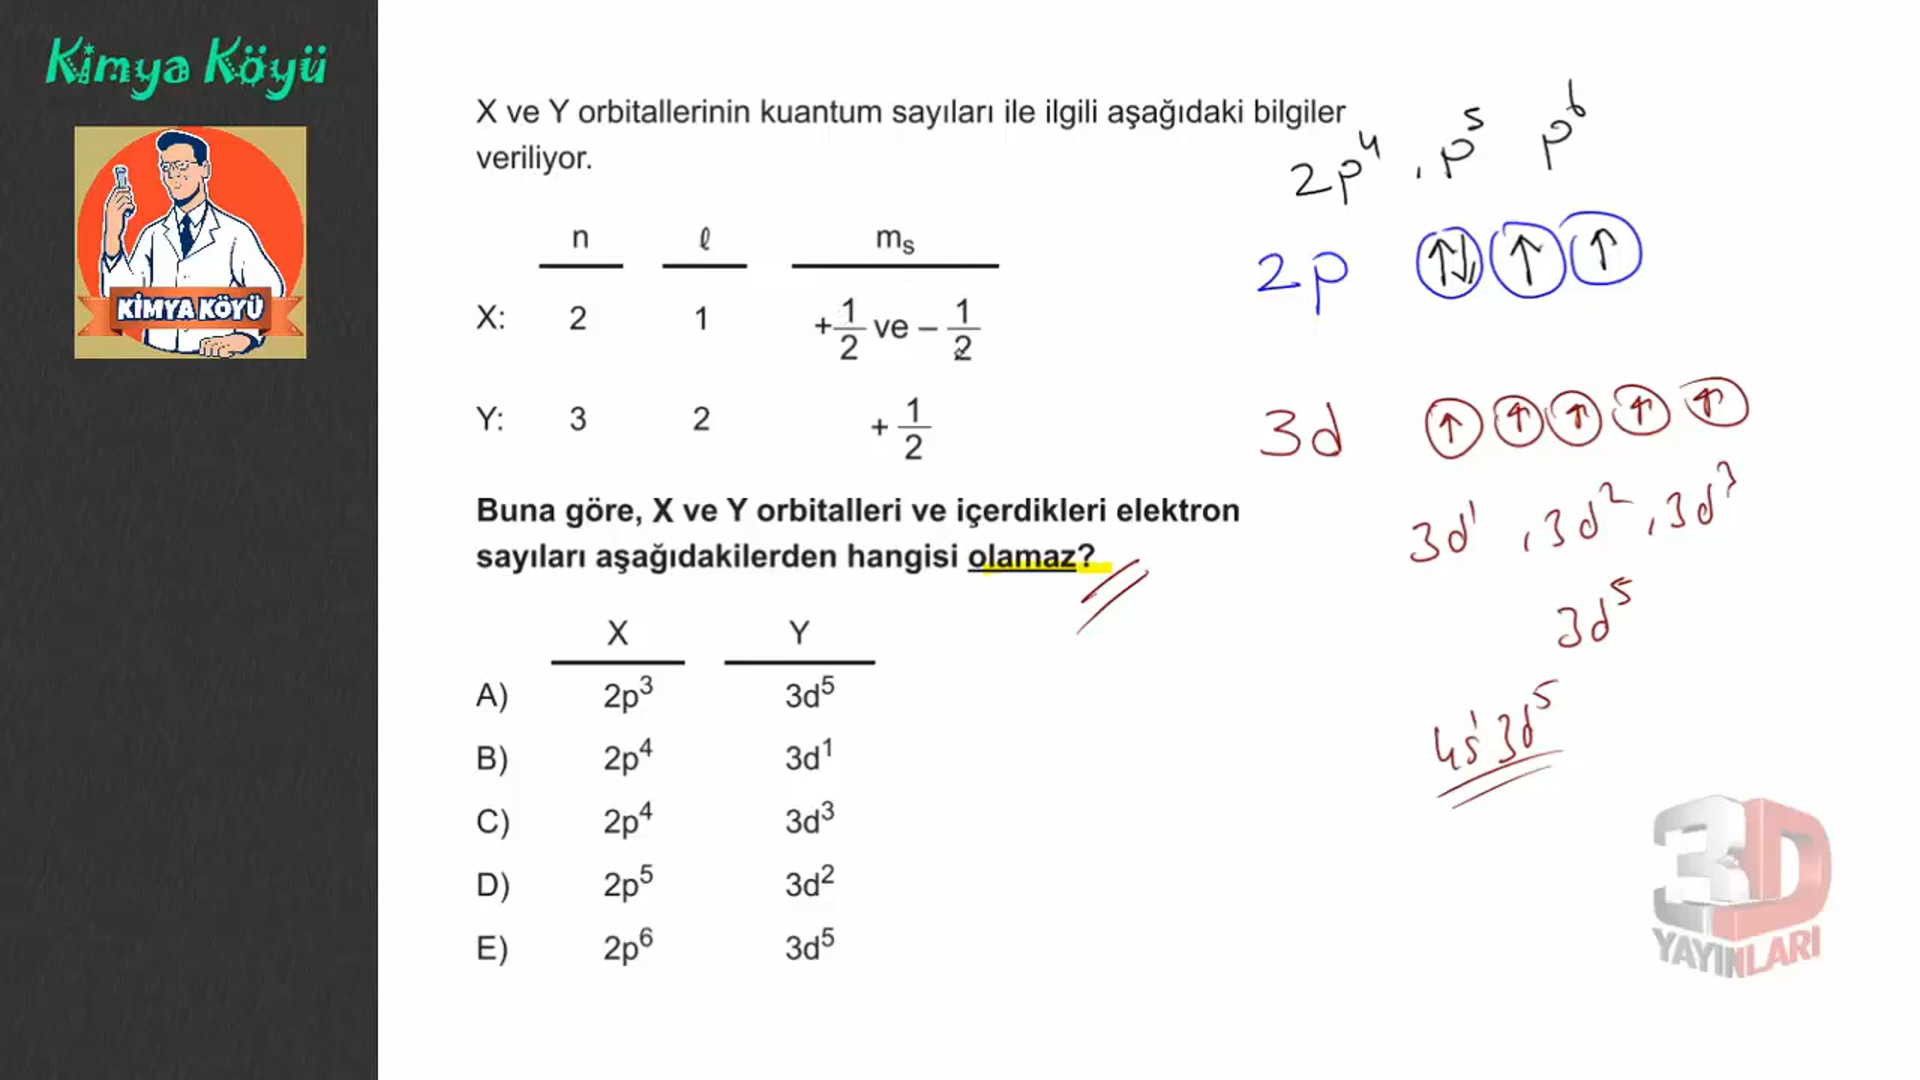 Kimya Köyü
KİMYA KÖYÜ
X ve Y orbitallerinin kuantum sayıları ile ilgili aşağıdaki bilgiler
veriliyor.
n ℓ mₛ
X: 2 1 +1/2 ve – 1/2
Y: 3 2 + 1/2
Buna göre, X ve Y orbitalleri ve içerdikleri elektron
sayıları aşağıdakilerden hangisi olamaz?
X Y
A) 2p³ 3d⁵
B) 2p⁴ 3d¹
C) 2p⁴ 3d³
D) 2p⁵ 3d²
E) 2p⁶ 3d⁵
2p⁴ , p⁵ p⁶
2p ↑↓ ↑ ↑
3d ↑ ↑ ↑ ↑ ↑
3d¹ , 3d² , 3d³
3d⁵
4s¹ 3d⁵
3D
YAYINLARI